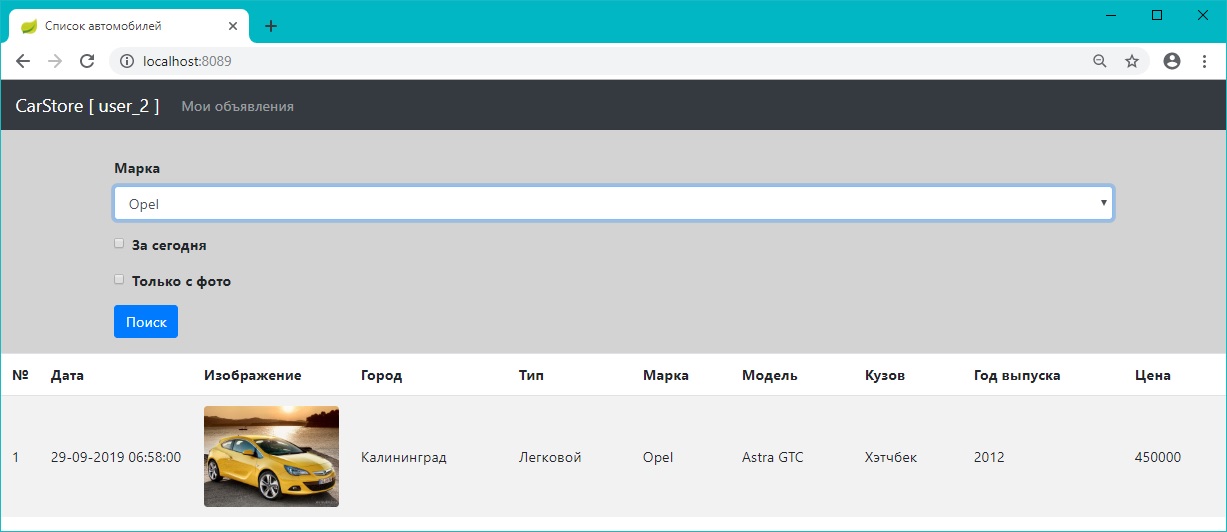 Список автомобилей
localhost:8089
CarStore [ user_2 ] Мои объявления
Марка
Opel
За сегодня
Только с фото
Поиск
№ Дата Изображение Город Тип Марка Модель Кузов Год выпуска Цена
1 29-09-2019 06:58:00 Калининград Легковой Opel Astra GTC Хэтчбек 2012 450000